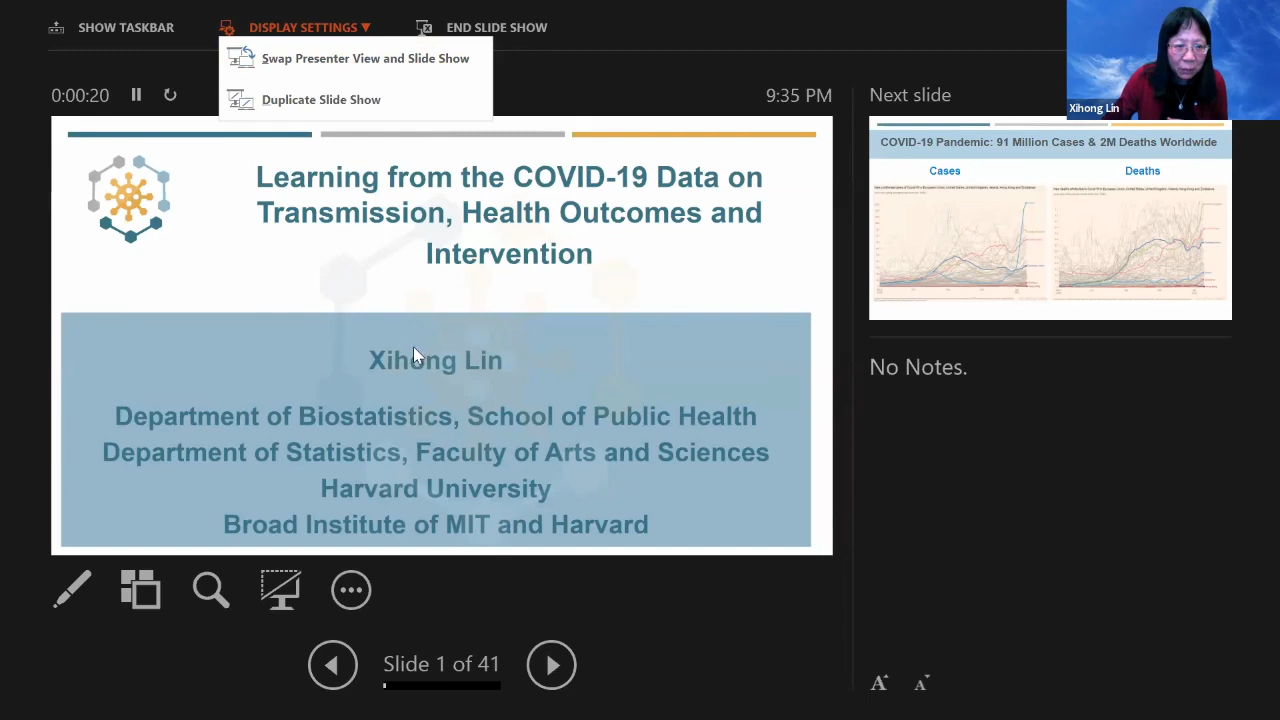 SHOW TASKBAR
DISPLAY SETTINGS ▼
END SLIDE SHOW
Swap Presenter View and Slide Show
Duplicate Slide Show
0:00:20
9:35 PM
Next slide
Xihong Lin
Learning from the COVID-19 Data on
Transmission, Health Outcomes and
Intervention
Xihong Lin
Department of Biostatistics, School of Public Health
Department of Statistics, Faculty of Arts and Sciences
Harvard University
Broad Institute of MIT and Harvard
COVID-19 Pandemic: 91 Million Cases & 2M Deaths Worldwide
Cases
Deaths
No Notes.
Slide 1 of 41
A
A